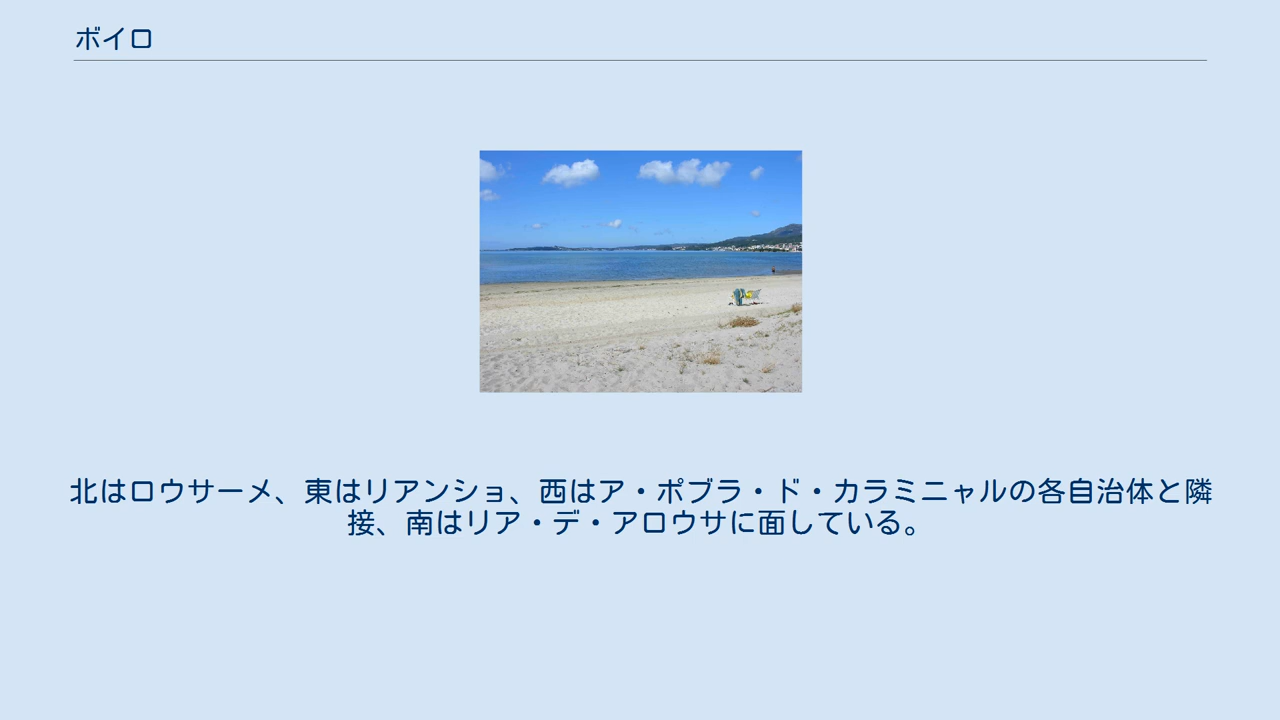 ボイロ
北はロウサーメ、東はリアンショ、西はア・ポブラ・ド・カラミニャルの各自治体と隣
接、南はリア・デ・アロウサに面している。